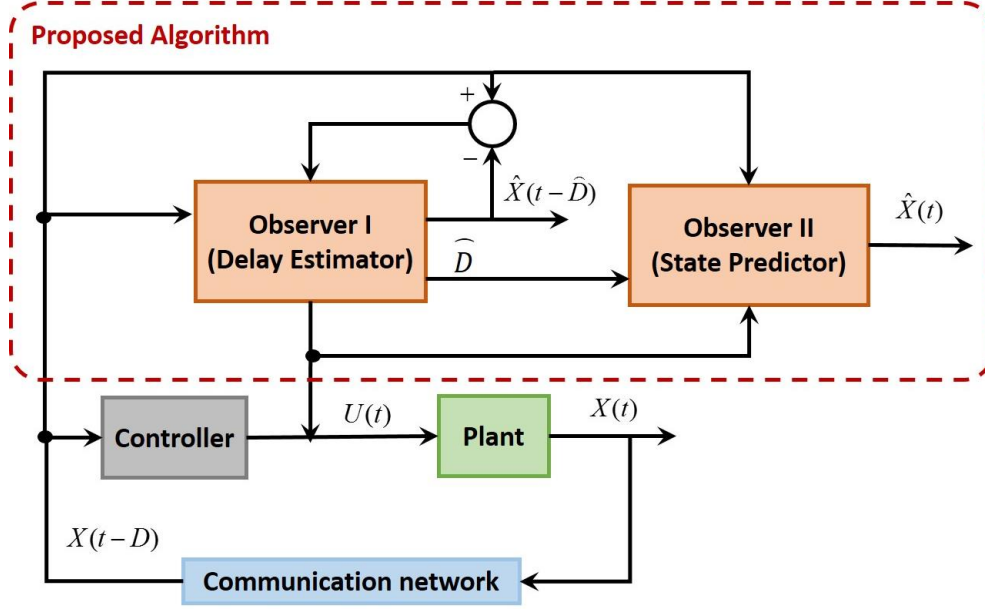 Proposed Algorithm
+
−
X̂(t − D̂)
Observer I
(Delay Estimator)
D̂
Observer II
(State Predictor)
X̂(t)
Controller
U(t)
Plant
X(t)
X(t − D)
Communication network